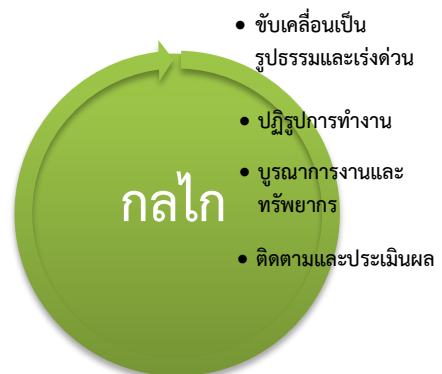 • ขับเคลื่อนเป็น
รูปธรรมและเร่งด่วน
• ปฏิรูปการทำงาน
• บูรณาการงานและ
ทรัพยากร
• ติดตามและประเมินผล
กลไก